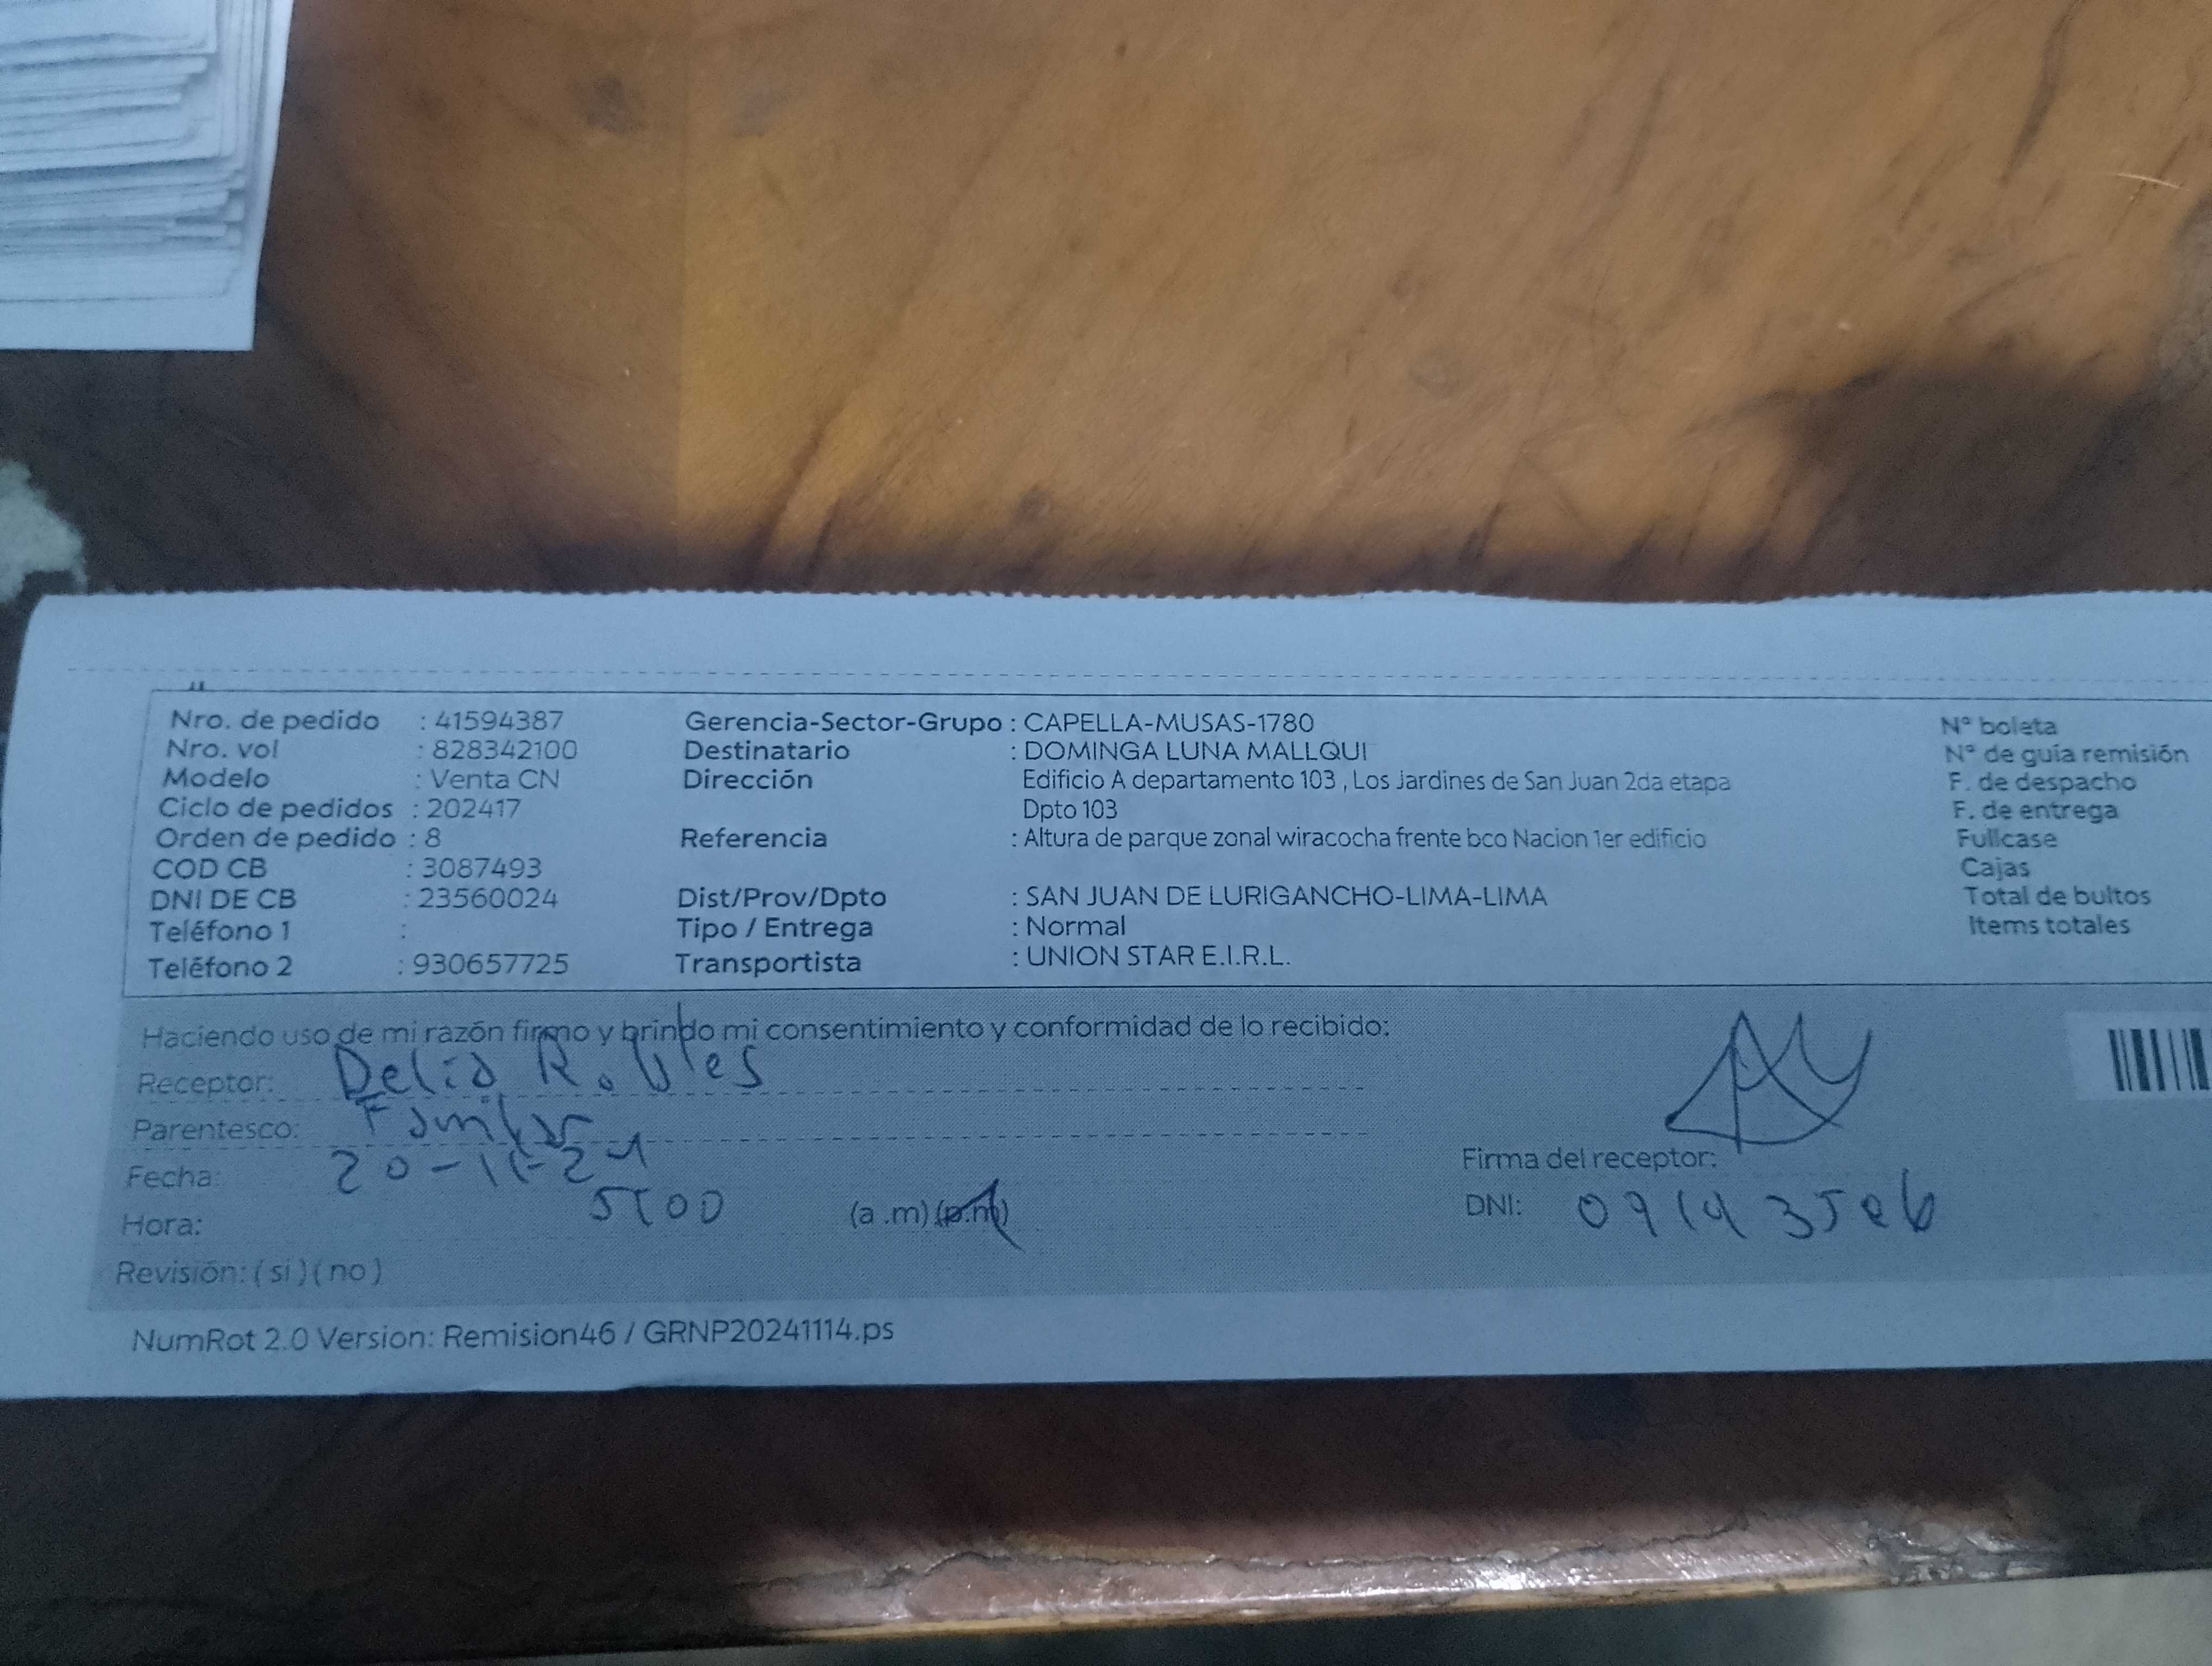 Nro. de pedido : 41594387
Nro. vol : 828342100
Modelo : Venta CN
Ciclo de pedidos : 202417
Orden de pedido : 8
COD CB : 3087493
DNI DE CB : 23560024
Teléfono 1 :
Teléfono 2 : 930657725
Gerencia-Sector-Grupo : CAPELLA-MUSAS-1780
Destinatario : DOMINGA LUNA MALLQUI
Dirección Edificio A departamento 103 , Los Jardines de San Juan 2da etapa
Dpto 103
Referencia : Altura de parque zonal wiracocha frente bco Nacion 1er edificio
Dist/Prov/Dpto : SAN JUAN DE LURIGANCHO-LIMA-LIMA
Tipo / Entrega : Normal
Transportista : UNION STAR E.I.R.L.
N° boleta
N° de guía remisión
F. de despacho
F. de entrega
Fullcase
Cajas
Total de bultos
Items totales
Haciendo uso de mi razón firmo y brindo mi consentimiento y conformidad de lo recibido:
Receptor: Delia Robles
Parentesco: Familiar
Fecha: 20-11-24
Hora: 5:00 (a .m) (p.m)
Revisión: ( si ) ( no )
Firma del receptor:
DNI:
NumRot 2.0 Version: Remision46 / GRNP20241114.ps